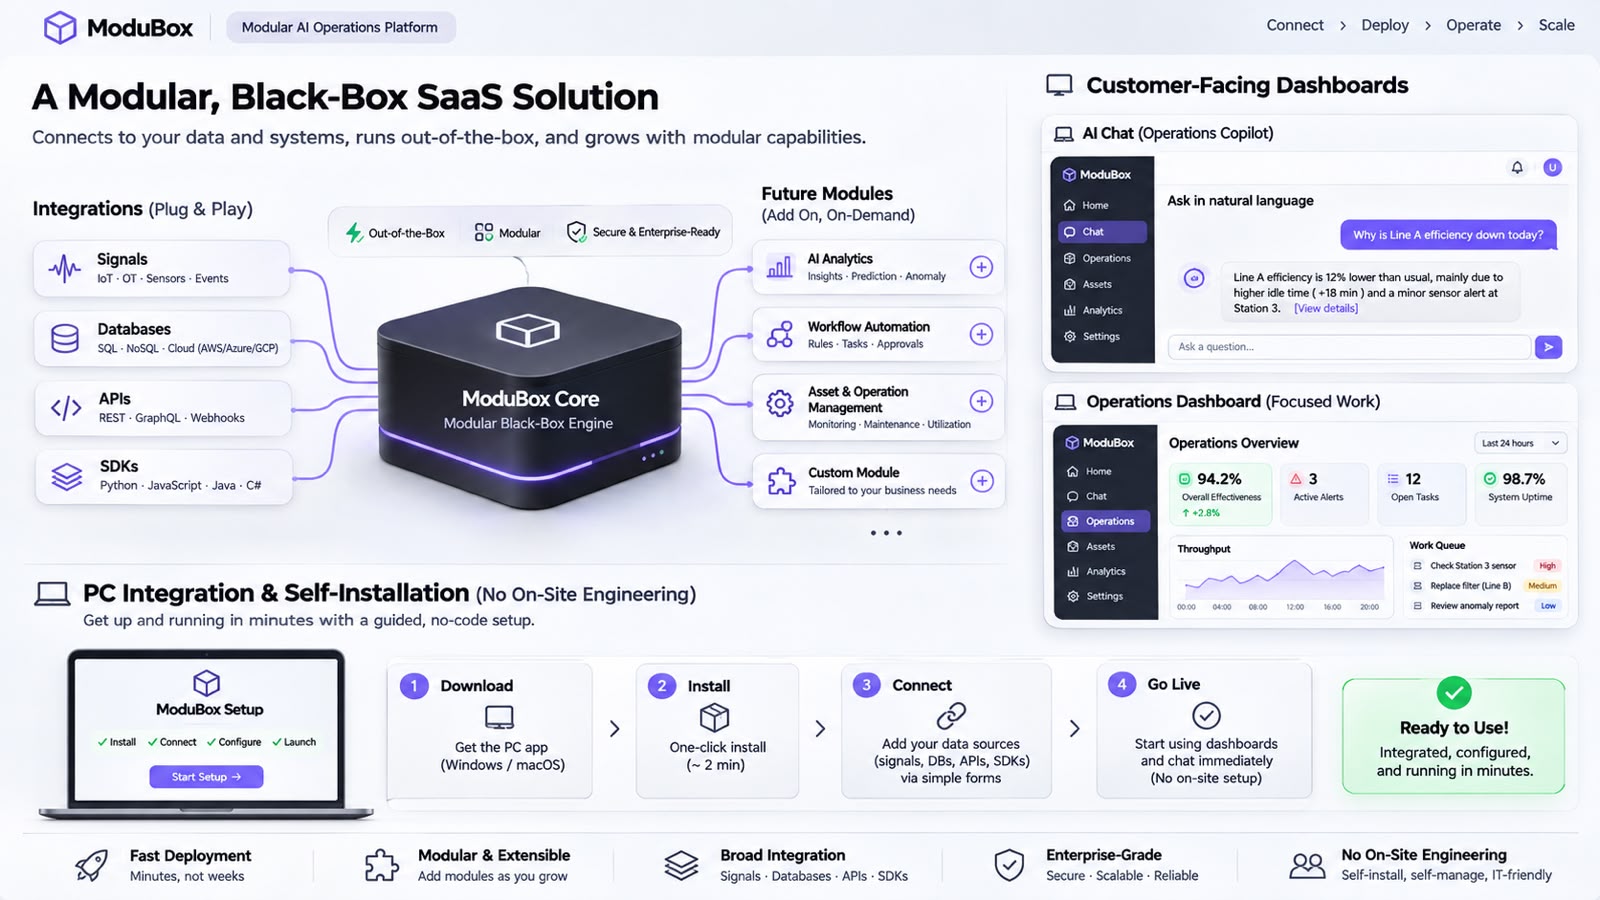 ModuBox
Modular AI Operations Platform
Connect > Deploy > Operate > Scale
A Modular, Black-Box SaaS Solution
Connects to your data and systems, runs out-of-the-box, and grows with modular capabilities.
Integrations (Plug & Play)
Signals
IoT · OT · Sensors · Events
Databases
SQL · NoSQL · Cloud (AWS/Azure/GCP)
APIs
REST · GraphQL · Webhooks
SDKs
Python · JavaScript · Java · C#
Out-of-the-Box
Modular
Secure & Enterprise-Ready
ModuBox Core
Modular Black-Box Engine
Future Modules
(Add On, On-Demand)
AI Analytics
Insights · Prediction · Anomaly
Workflow Automation
Rules · Tasks · Approvals
Asset & Operation
Management
Monitoring · Maintenance · Utilization
Custom Module
Tailored to your business needs
Customer-Facing Dashboards
AI Chat (Operations Copilot)
ModuBox
Home
Chat
Operations
Assets
Analytics
Settings
U
Ask in natural language
Why is Line A efficiency down today?
Line A efficiency is 12% lower than usual, mainly due to
higher idle time ( +18 min ) and a minor sensor alert at
Station 3. [View details]
Ask a question...
Operations Dashboard (Focused Work)
ModuBox
Home
Chat
Operations
Assets
Analytics
Settings
Operations Overview
Last 24 hours
94.2%
Overall Effectiveness
↑ +2.8%
3
Active Alerts
12
Open Tasks
98.7%
System Uptime
Throughput
00:00 04:00 08:00 12:00 16:00 20:00
Work Queue
Check Station 3 sensor High
Replace filter (Line B) Medium
Review anomaly report Low
PC Integration & Self-Installation (No On-Site Engineering)
Get up and running in minutes with a guided, no-code setup.
ModuBox Setup
✓ Install ✓ Connect ✓ Configure ✓ Launch
Start Setup →
1 Download
Get the PC app
(Windows / macOS)
2 Install
One-click install
(~ 2 min)
3 Connect
Add your data sources
(signals, DBs, APIs, SDKs)
via simple forms
4 Go Live
Start using dashboards
and chat immediately
(No on-site setup)
Ready to Use!
Integrated, configured,
and running in minutes.
Fast Deployment
Minutes, not weeks
Modular & Extensible
Add modules as you grow
Broad Integration
Signals · Databases · APIs · SDKs
Enterprise-Grade
Secure · Scalable · Reliable
No On-Site Engineering
Self-install, self-manage, IT-friendly